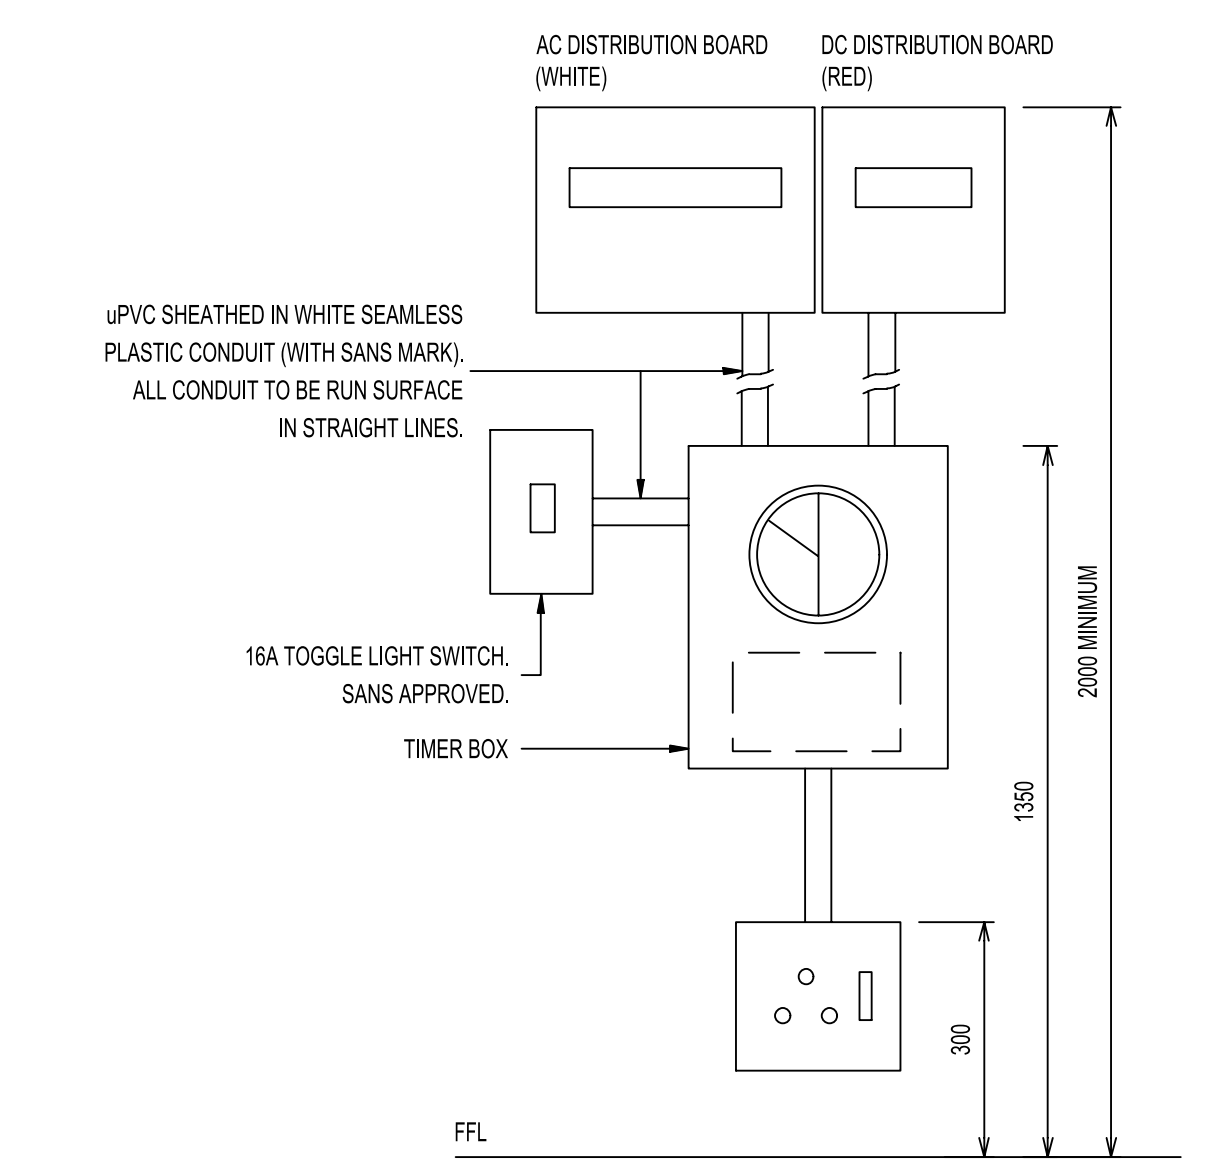 AC DISTRIBUTION BOARD
(WHITE)
DC DISTRIBUTION BOARD
(RED)
uPVC SHEATHED IN WHITE SEAMLESS
PLASTIC CONDUIT (WITH SANS MARK).
ALL CONDUIT TO BE RUN SURFACE
IN STRAIGHT LINES.
16A TOGGLE LIGHT SWITCH.
SANS APPROVED.
TIMER BOX
2000 MINIMUM
1350
300
FFL